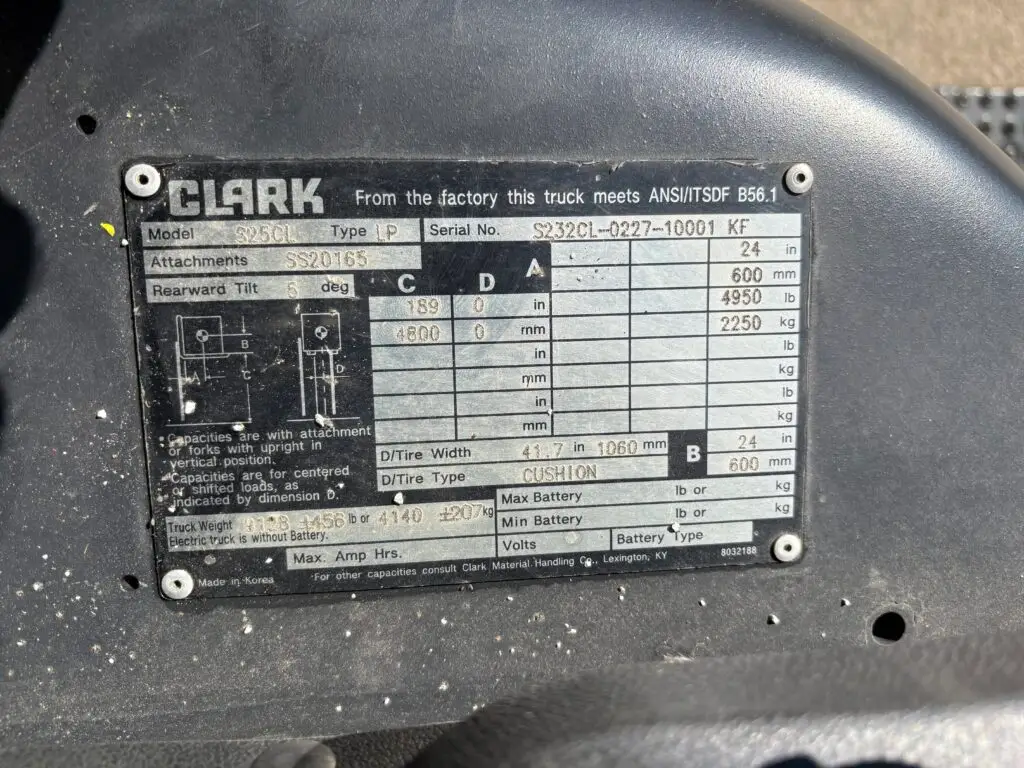 CLARK From the factory this truck meets ANSI/ITSDF B56.1
Model S25CL Type LP Serial No. S232CL-0227-10001 KF
Attachments SS20165
Rearward Tilt deg
C D A
24 in
600 mm
189 0 in 4950 lb
4800 0 mm 2250 kg
in lb
mm kg
in lb
mm kg
B
A C
D
Capacities are with attachment
or forks with upright in
vertical position.
Capacities are for centered
or shifted loads, as
indicated by dimension D.
D/Tire Width 41.7 in 1060 mm B 24 in
D/Tire Type CUSHION 600 mm
Max Battery lb or kg
Min Battery lb or kg
Truck Weight ±456 lb or 4140 ±207 kg
Electric truck is without Battery.
Volts Battery Type
Max. Amp Hrs.
8032188
Made in Korea For other capacities consult Clark Material Handling Co., Lexington, KY